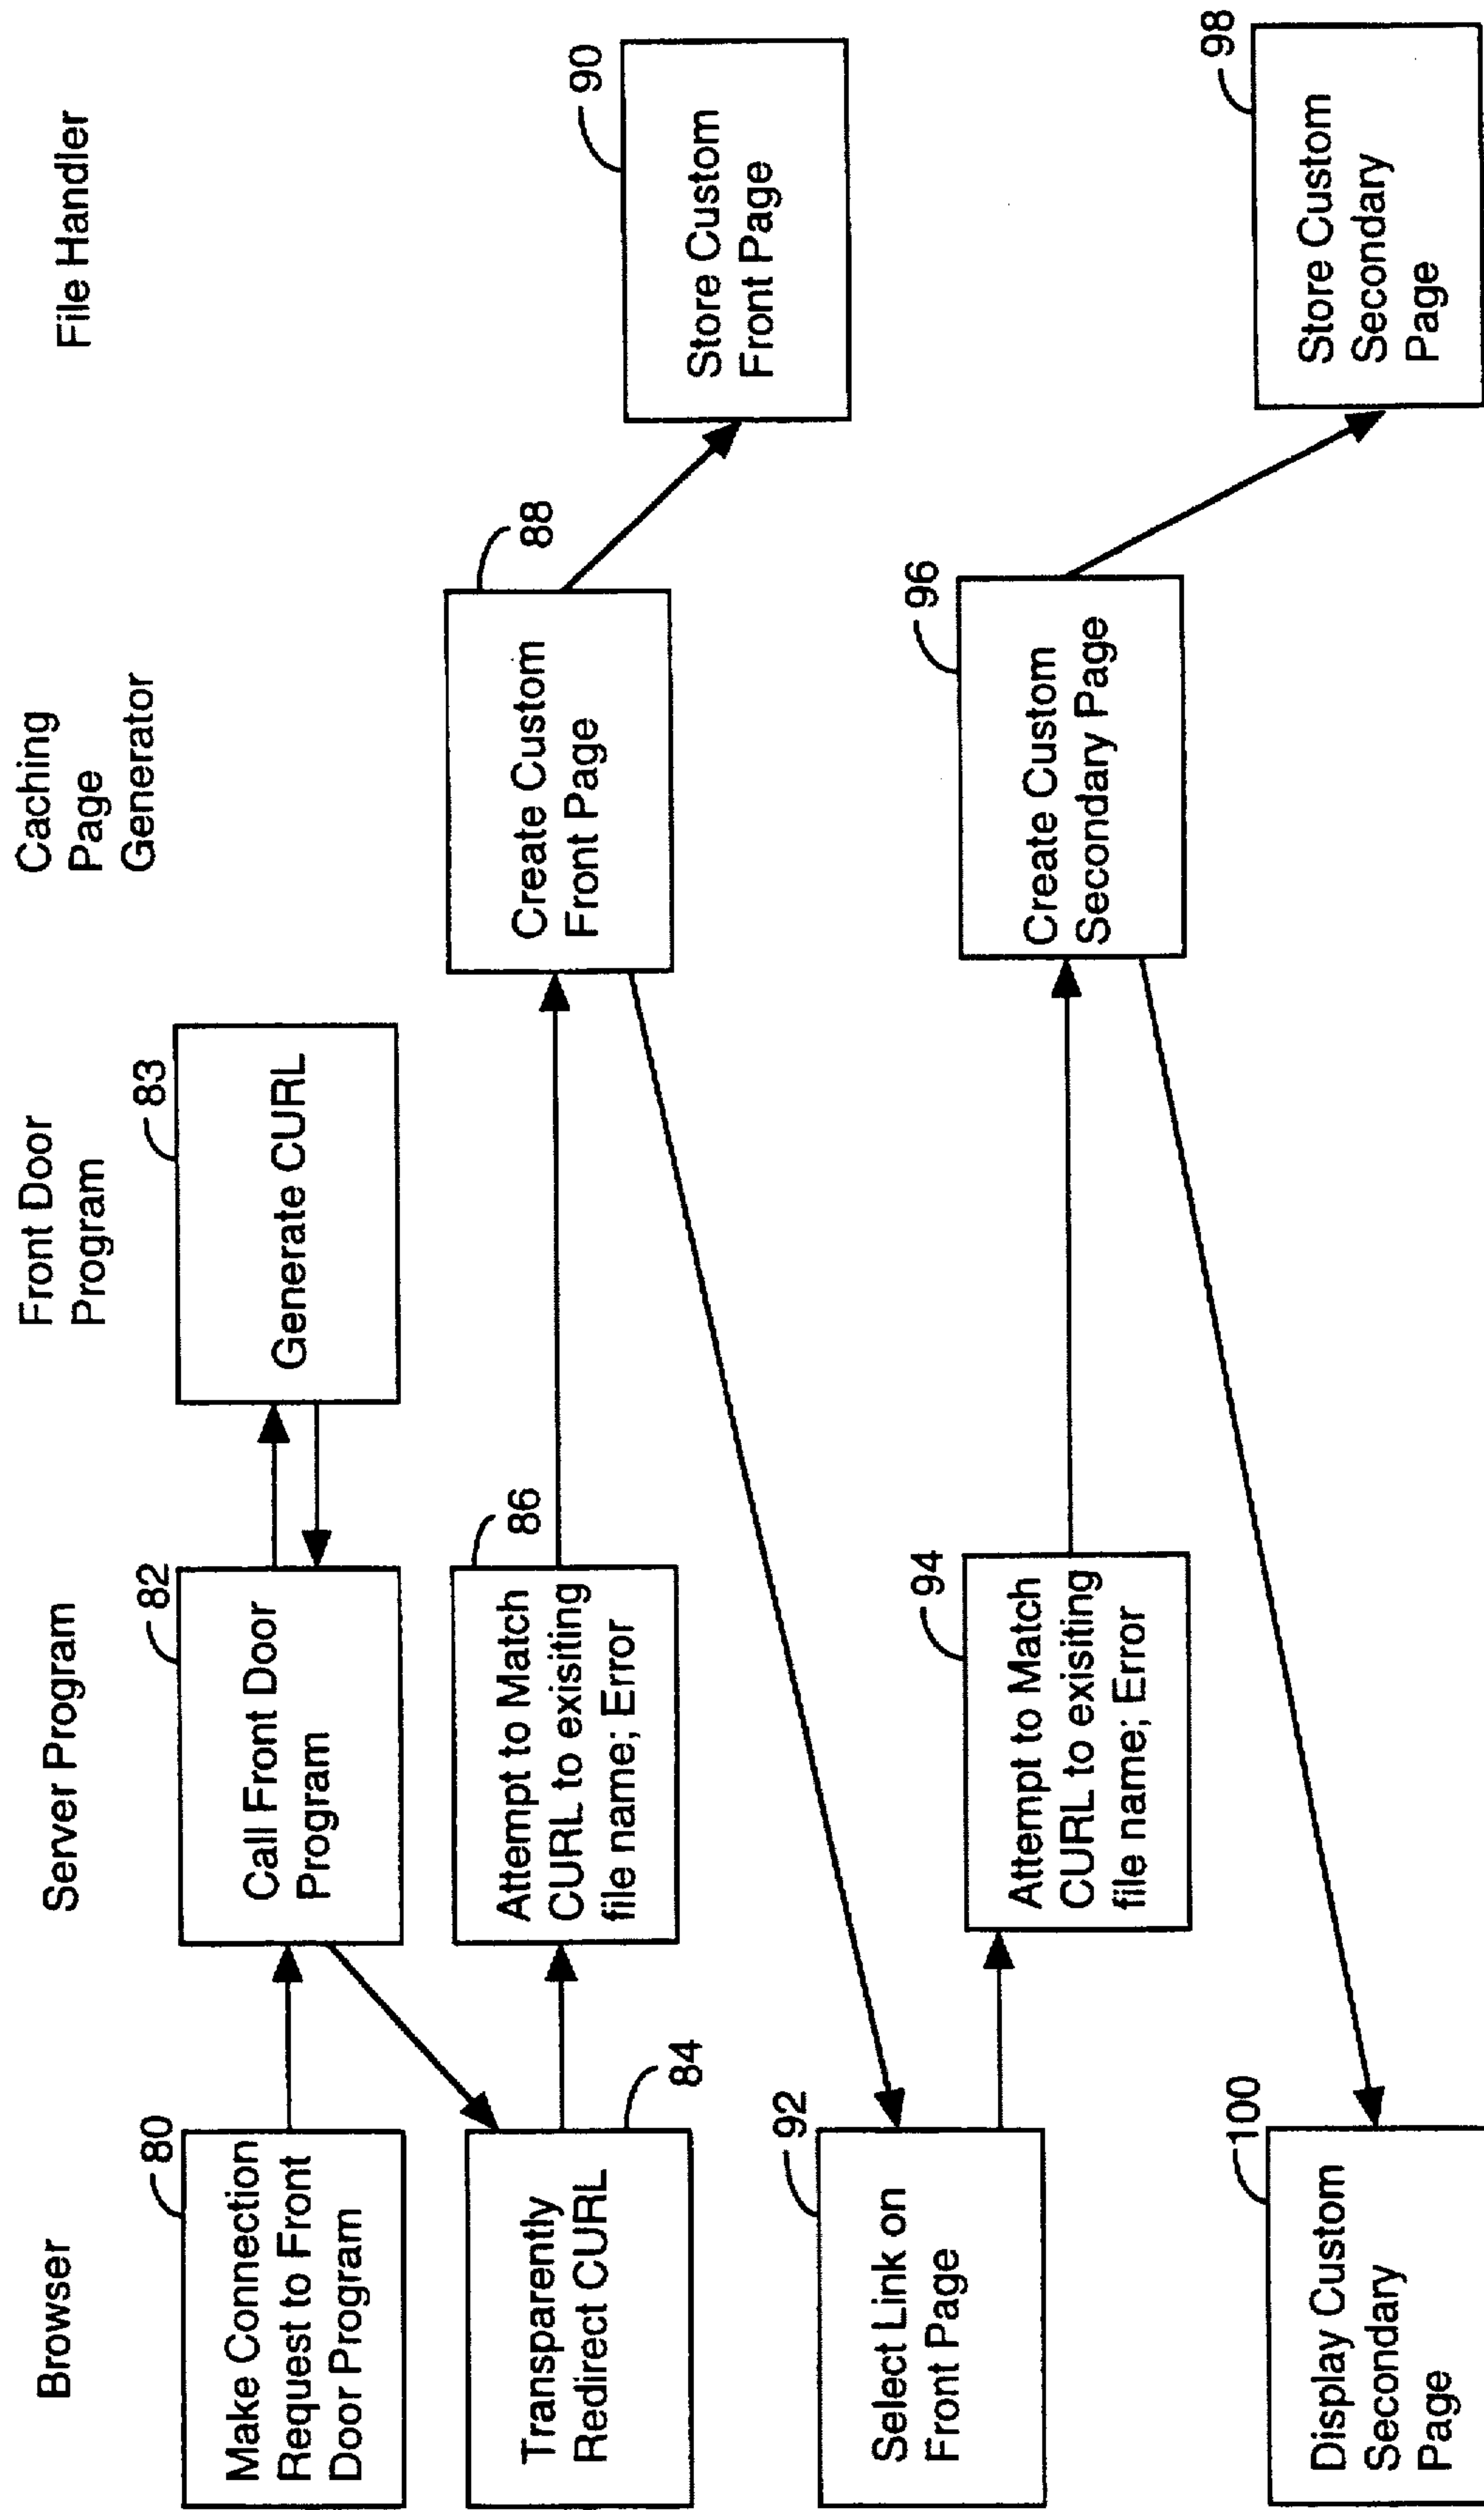 Browser
Server Program
Front Door
Program
Caching
Page
Generator
File Handler
80
Make Connection
Request to Front
Door Program
82
Call Front Door
Program
83
Generate CURL
Transparently
Redirect CURL
84
Attempt to Match
CURL to exisiting
file name; Error
86
Create Custom
Front Page
88
90
Store Custom
Front Page
92
Select Link on
Front Page
94
Attempt to Match
CURL to exisiting
file name; Error
96
Create Custom
Secondary Page
98
Store Custom
Secondary
Page
100
Display Custom
Secondary
Page